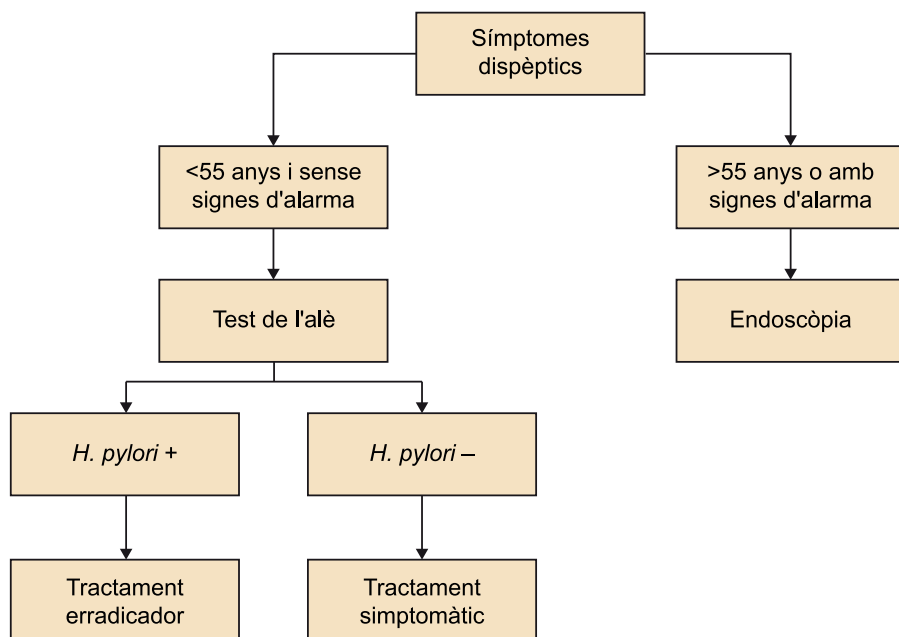 Símptomes
dispèptics
<55 anys i sense
signes d'alarma
>55 anys o amb
signes d'alarma
Test de l'alè
Endoscòpia
H. pylori +
H. pylori –
Tractament
erradicador
Tractament
simptomàtic